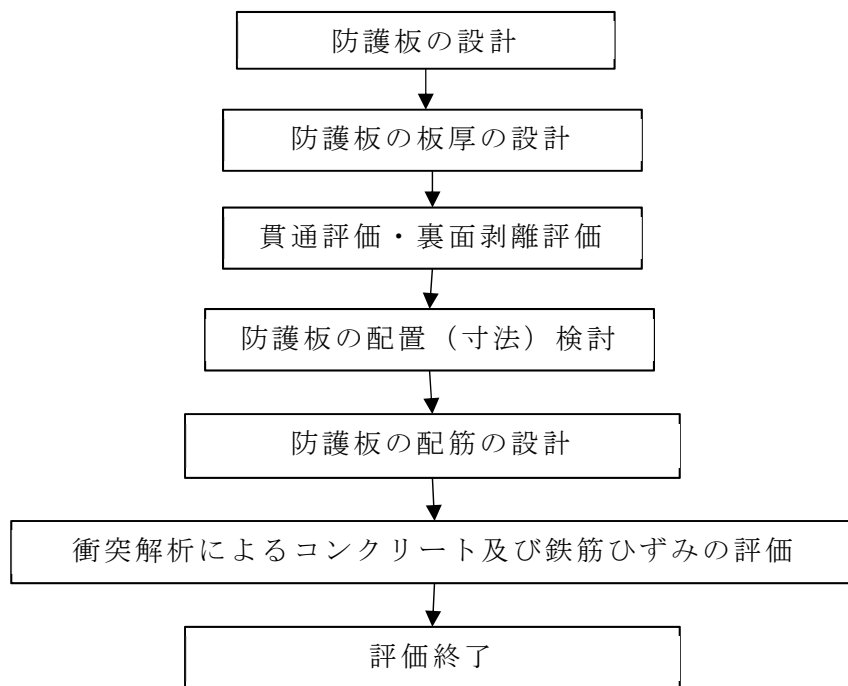 防護板の設計
防護板の板厚の設計
貫通評価・裏面剥離評価
防護板の配置（寸法）検討
防護板の配筋の設計
衝突解析によるコンクリート及び鉄筋ひずみの評価
評価終了